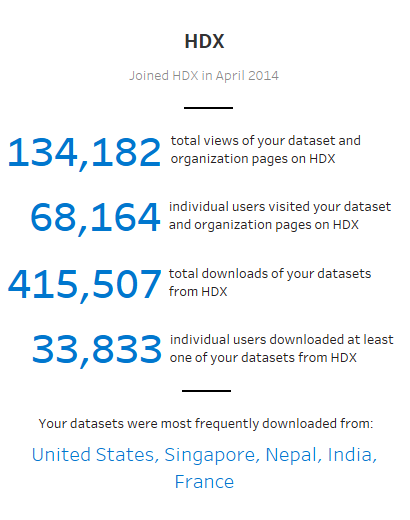 HDX
Joined HDX in April 2014
134,182 total views of your dataset and
organization pages on HDX
68,164 individual users visited your dataset
and organization pages on HDX
415,507 total downloads of your datasets
from HDX
33,833 individual users downloaded at least
one of your datasets from HDX
Your datasets were most frequently downloaded from:
United States, Singapore, Nepal, India,
France